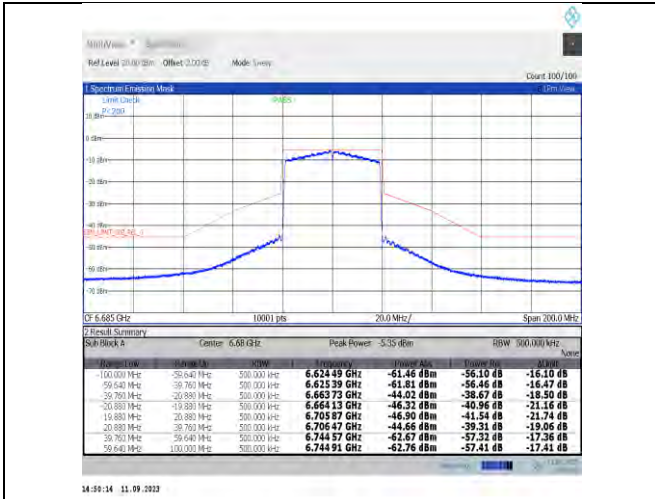 MultiView
Ref Level 20.00 dBm Offset 2.00 dB Mode Sweep
Count 100/100
1 Spectrum Emission Mask
Limit Check
PASS
10 dBm
0 dBm
-10 dBm
-20 dBm
-30 dBm
-40 dBm
-50 dBm
-60 dBm
-70 dBm
CF 6.685 GHz 10001 pts 20.0 MHz/ Span 200.0 MHz
2 Result Summary
Sub Block A Center 6.68 GHz Peak Power -5.35 dBm RBW 500.000 kHz
None
Range Low Range Up RBW Frequency Power Abs Power Rel ΔLimit
-100.000 MHz -59.640 MHz 500.000 kHz 6.624 49 GHz -61.46 dBm -56.10 dB -16.10 dB
-59.640 MHz -39.760 MHz 500.000 kHz 6.625 39 GHz -61.81 dBm -56.46 dB -16.47 dB
-39.760 MHz -20.880 MHz 500.000 kHz 6.663 73 GHz -44.02 dBm -38.67 dB -18.50 dB
-20.880 MHz -19.880 MHz 500.000 kHz 6.664 13 GHz -46.32 dBm -40.96 dB -21.16 dB
19.880 MHz 20.880 MHz 500.000 kHz 6.705 87 GHz -46.90 dBm -41.54 dB -21.74 dB
20.880 MHz 39.760 MHz 500.000 kHz 6.706 47 GHz -44.66 dBm -39.31 dB -19.06 dB
39.760 MHz 59.640 MHz 500.000 kHz 6.744 57 GHz -62.67 dBm -57.32 dB -17.36 dB
59.640 MHz 100.000 MHz 500.000 kHz 6.744 91 GHz -62.76 dBm -57.41 dB -17.41 dB
14:50:14 11.09.2023